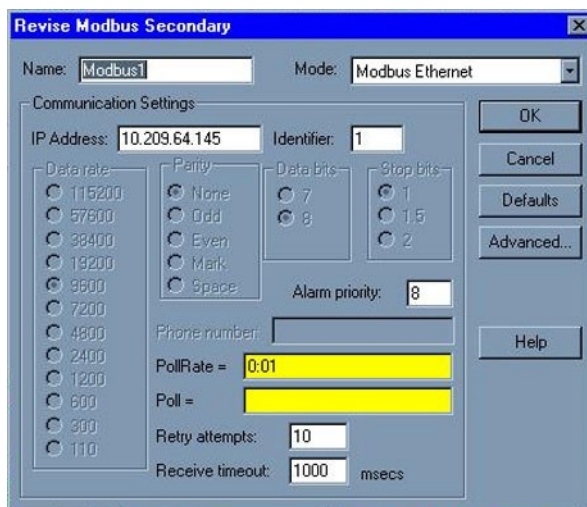 Revise Modbus Secondary
Name: Modbus1 Mode: Modbus Ethernet
Communication Settings
IP Address: 10.209.64.145 Identifier: 1
Data rate
115200
57600
38400
19200
9600
7200
4800
2400
1200
600
300
110
Parity
None
Odd
Even
Mark
Space
Data bits
7
8
Stop bits
1
1.5
2
Alarm priority: 8
Phone number:
PollRate = 0:01
Poll =
Retry attempts: 10
Receive timeout: 1000 msecs
OK
Cancel
Defaults
Advanced...
Help